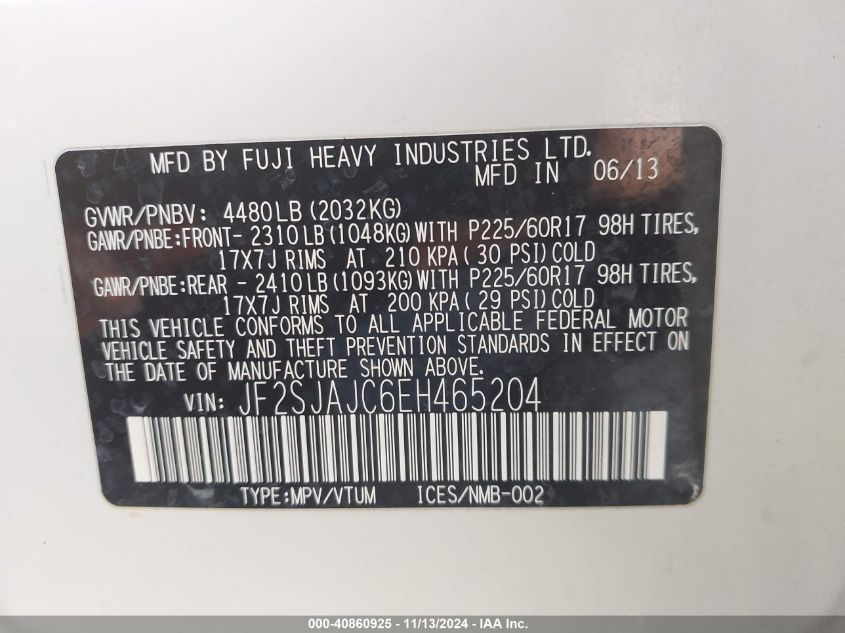 MFD BY FUJI HEAVY INDUSTRIES LTD.
MFD IN 06/13
GVWR/PNBV: 4480LB(2032KG)
GAWR/PNBE:FRONT- 2310LB(1048KG)WITH P225/60R17 98H TIRES,
17X7J RIMS AT 210 KPA( 30 PSI)COLD
GAWR/PNBE:REAR - 2410LB(1093KG)WITH P225/60R17 98H TIRES,
17X7J RIMS AT 200 KPA( 29 PSI)COLD
THIS VEHICLE CONFORMS TO ALL APPLICABLE FEDERAL MOTOR
VEHICLE SAFETY AND THEFT PREVENTION STANDARDS IN EFFECT ON
THE DATE OF MANUFACTURE SHOWN ABOVE.
VIN: JF2SJAJC6EH465204
TYPE:MPV/VTUM ICES/NMB-002
000-40860925 - 11/13/2024 - IAA Inc.